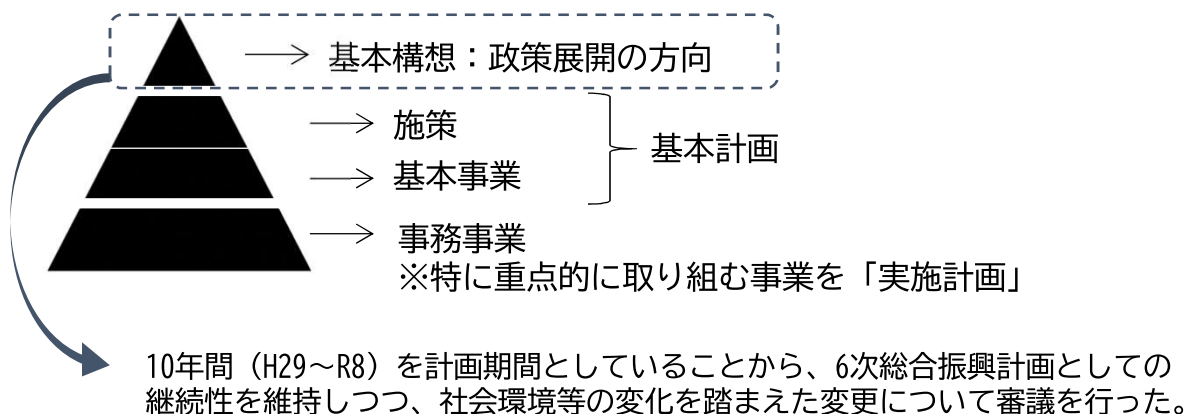 基本構想：政策展開の方向
施策
基本計画
基本事業
事務事業
※特に重点的に取り組む事業を「実施計画」
10年間（H29～R8）を計画期間としていることから、6次総合振興計画としての
継続性を維持しつつ、社会環境等の変化を踏まえた変更について審議を行った。